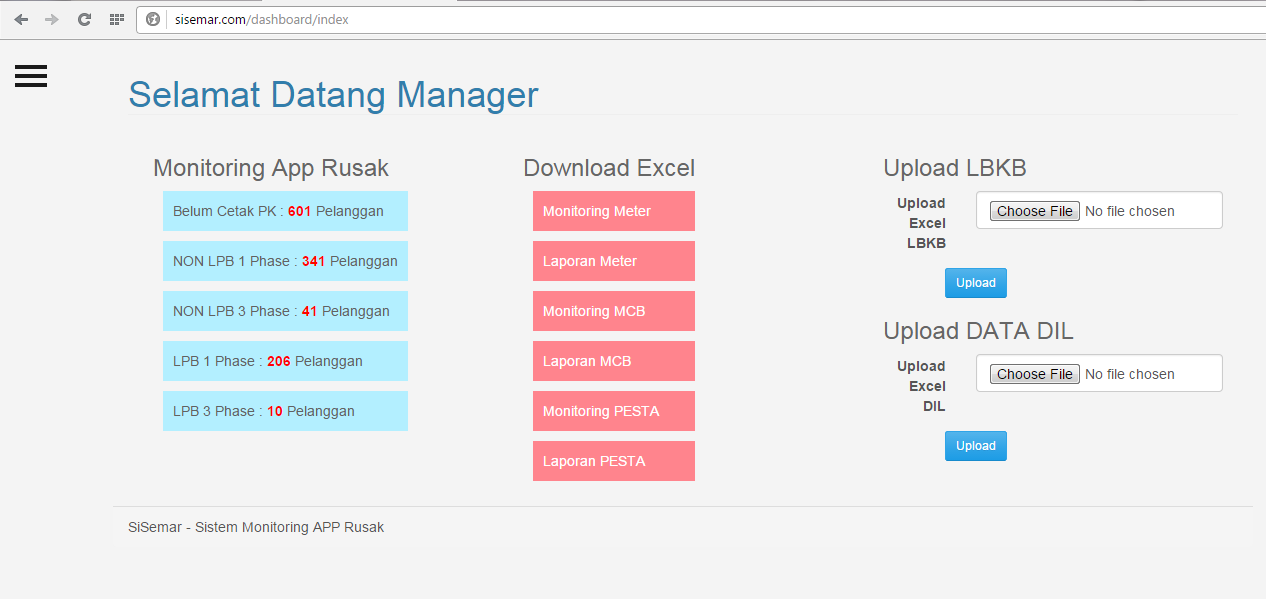 sisemar.com/dashboard/index
Selamat Datang Manager
Monitoring App Rusak
Belum Cetak PK : 601 Pelanggan
NON LPB 1 Phase : 341 Pelanggan
NON LPB 3 Phase : 41 Pelanggan
LPB 1 Phase : 206 Pelanggan
LPB 3 Phase : 10 Pelanggan
Download Excel
Monitoring Meter
Laporan Meter
Monitoring MCB
Laporan MCB
Monitoring PESTA
Laporan PESTA
Upload LBKB
Upload
Excel
LBKB
Choose File No file chosen
Upload
Upload DATA DIL
Upload
Excel
DIL
Choose File No file chosen
Upload
SiSemar - Sistem Monitoring APP Rusak